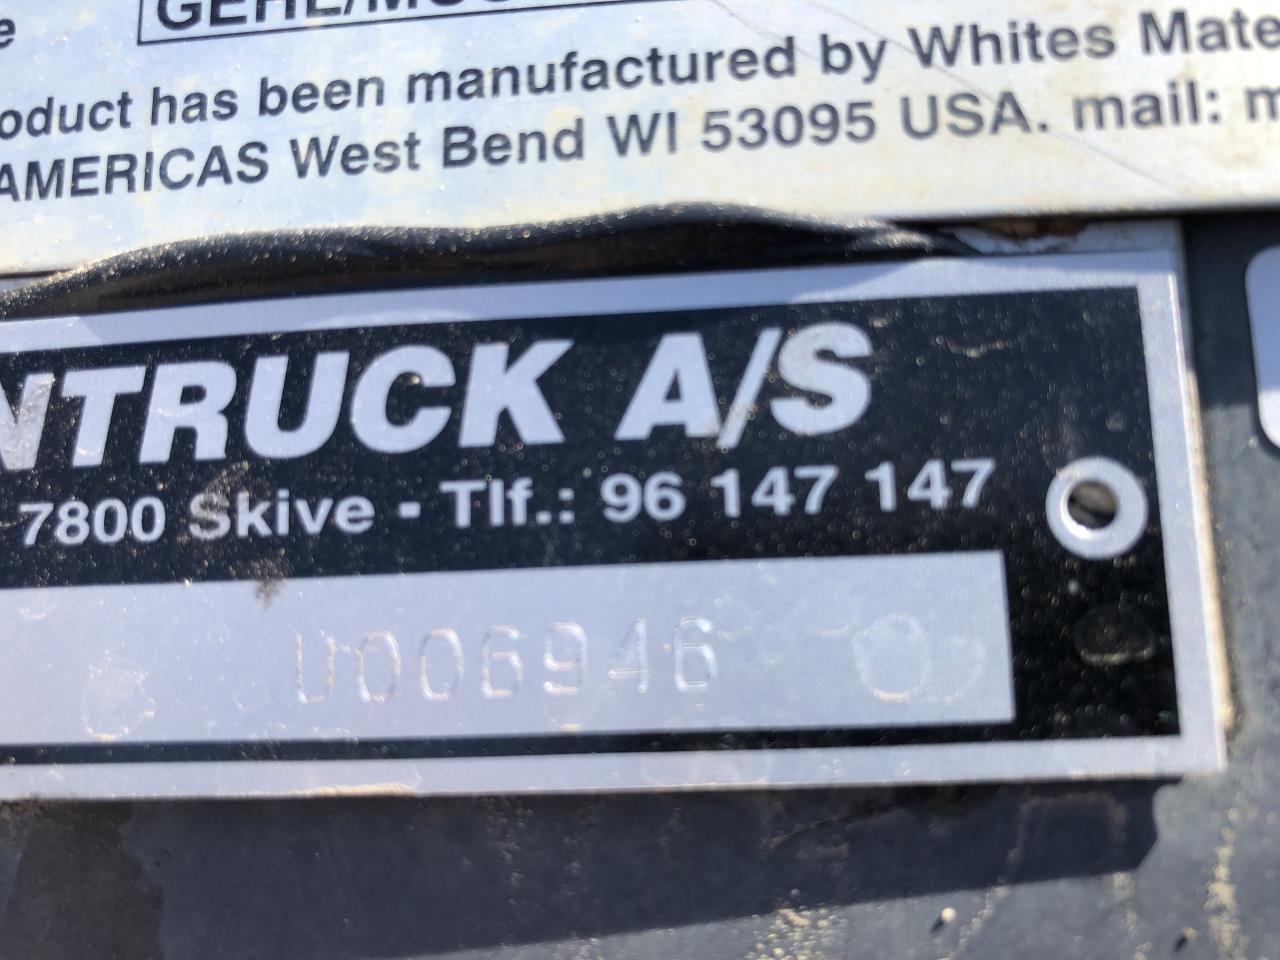 e GEHL/MUS
oduct has been manufactured by Whites Mate
AMERICAS West Bend WI 53095 USA. mail: m
NTRUCK A/S
7800 Skive - Tlf.: 96 147 147
U006946